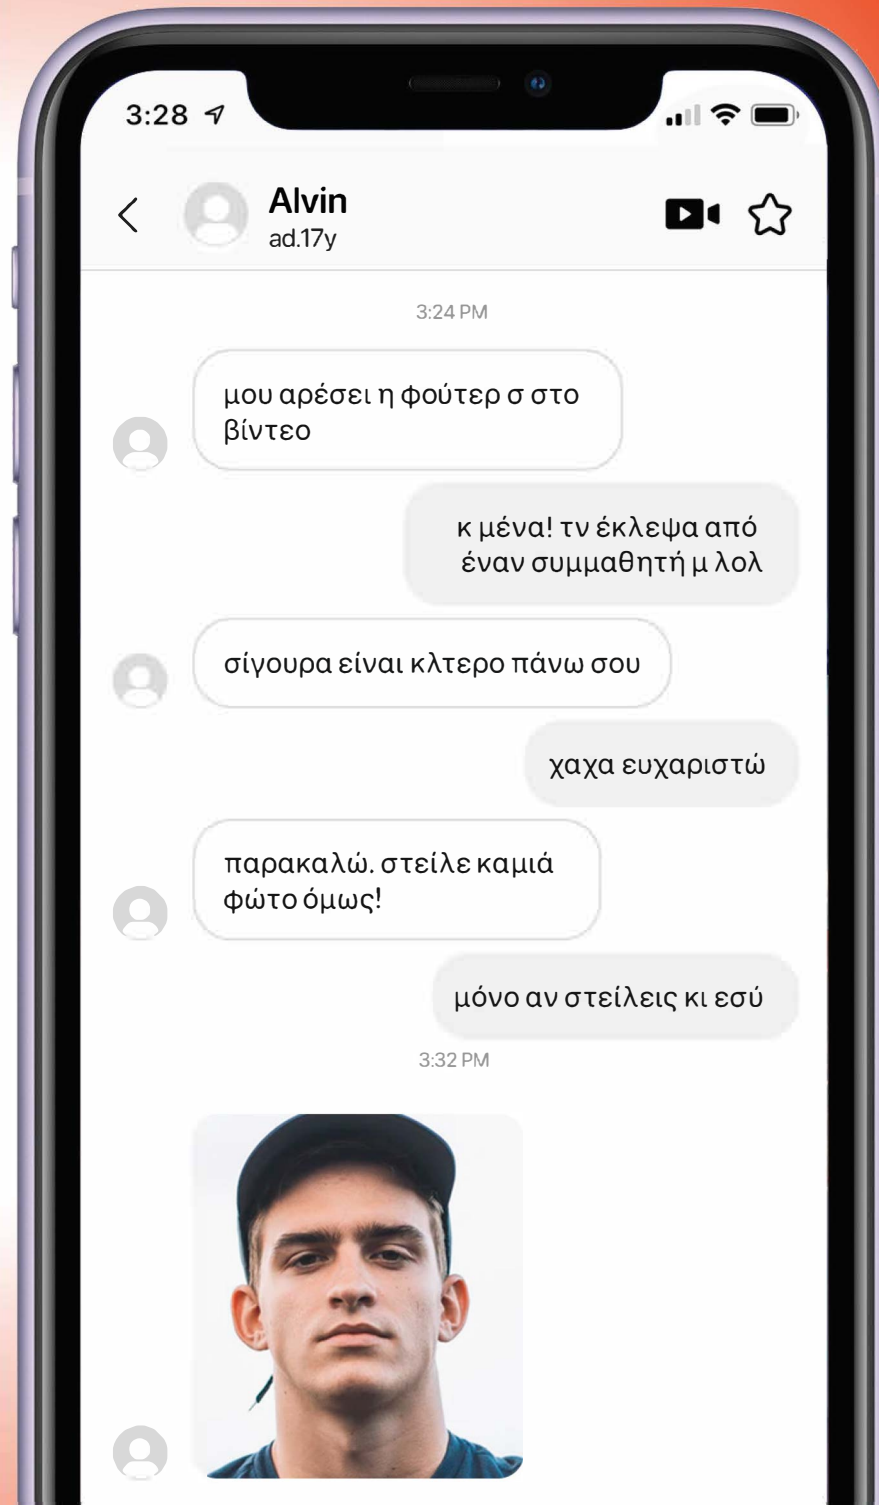 3:28
Alvin
ad.17y
3:24 PM
μου αρέσει η φούτερ σ στο
βίντεο
κ μένα! τν έκλεψα από
έναν συμμαθητή μ λολ
σίγουρα είναι κλτερο πάνω σου
χαχα ευχαριστώ
παρακαλώ. στείλε καμιά
φώτο όμως!
μόνο αν στείλεις κι εσύ
3:32 PM